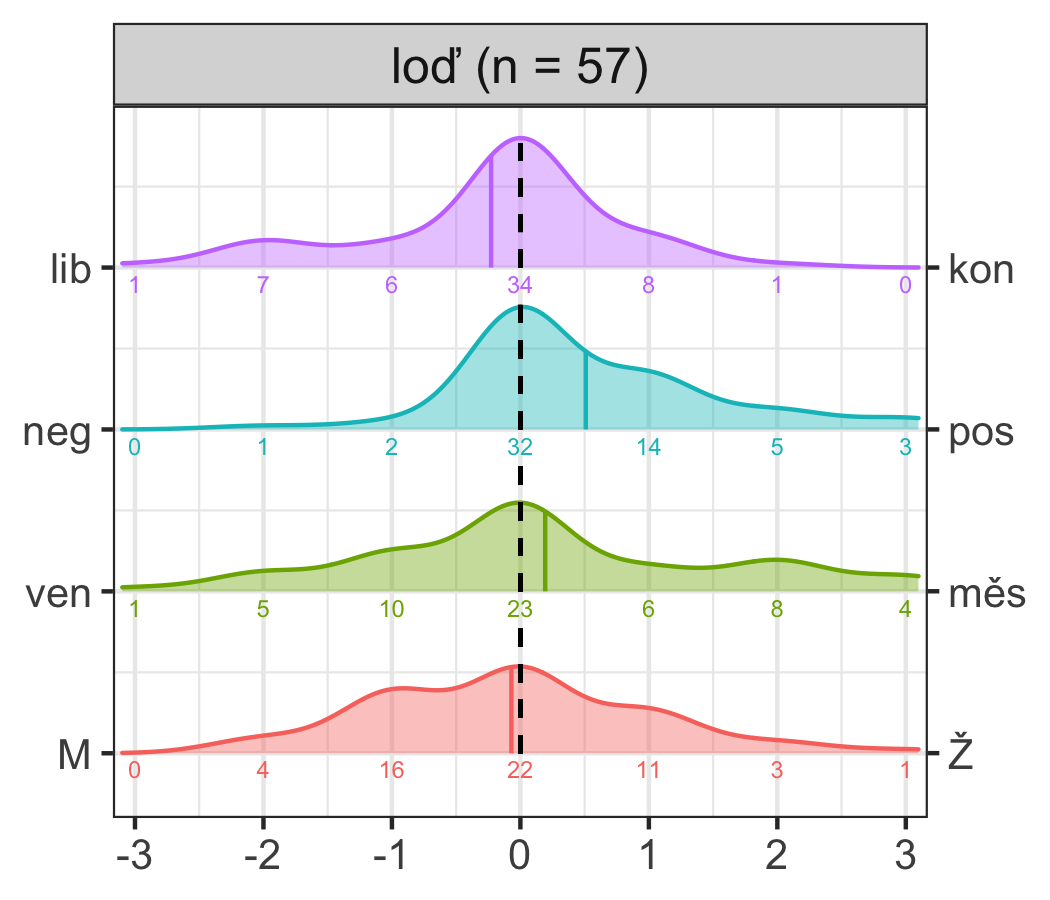 loď (n = 57)
lib kon
1 7 6 34 8 1 0
neg pos
0 1 2 32 14 5 3
ven měs
1 5 10 23 6 8 4
M Ž
0 4 16 22 11 3 1
-3 -2 -1 0 1 2 3